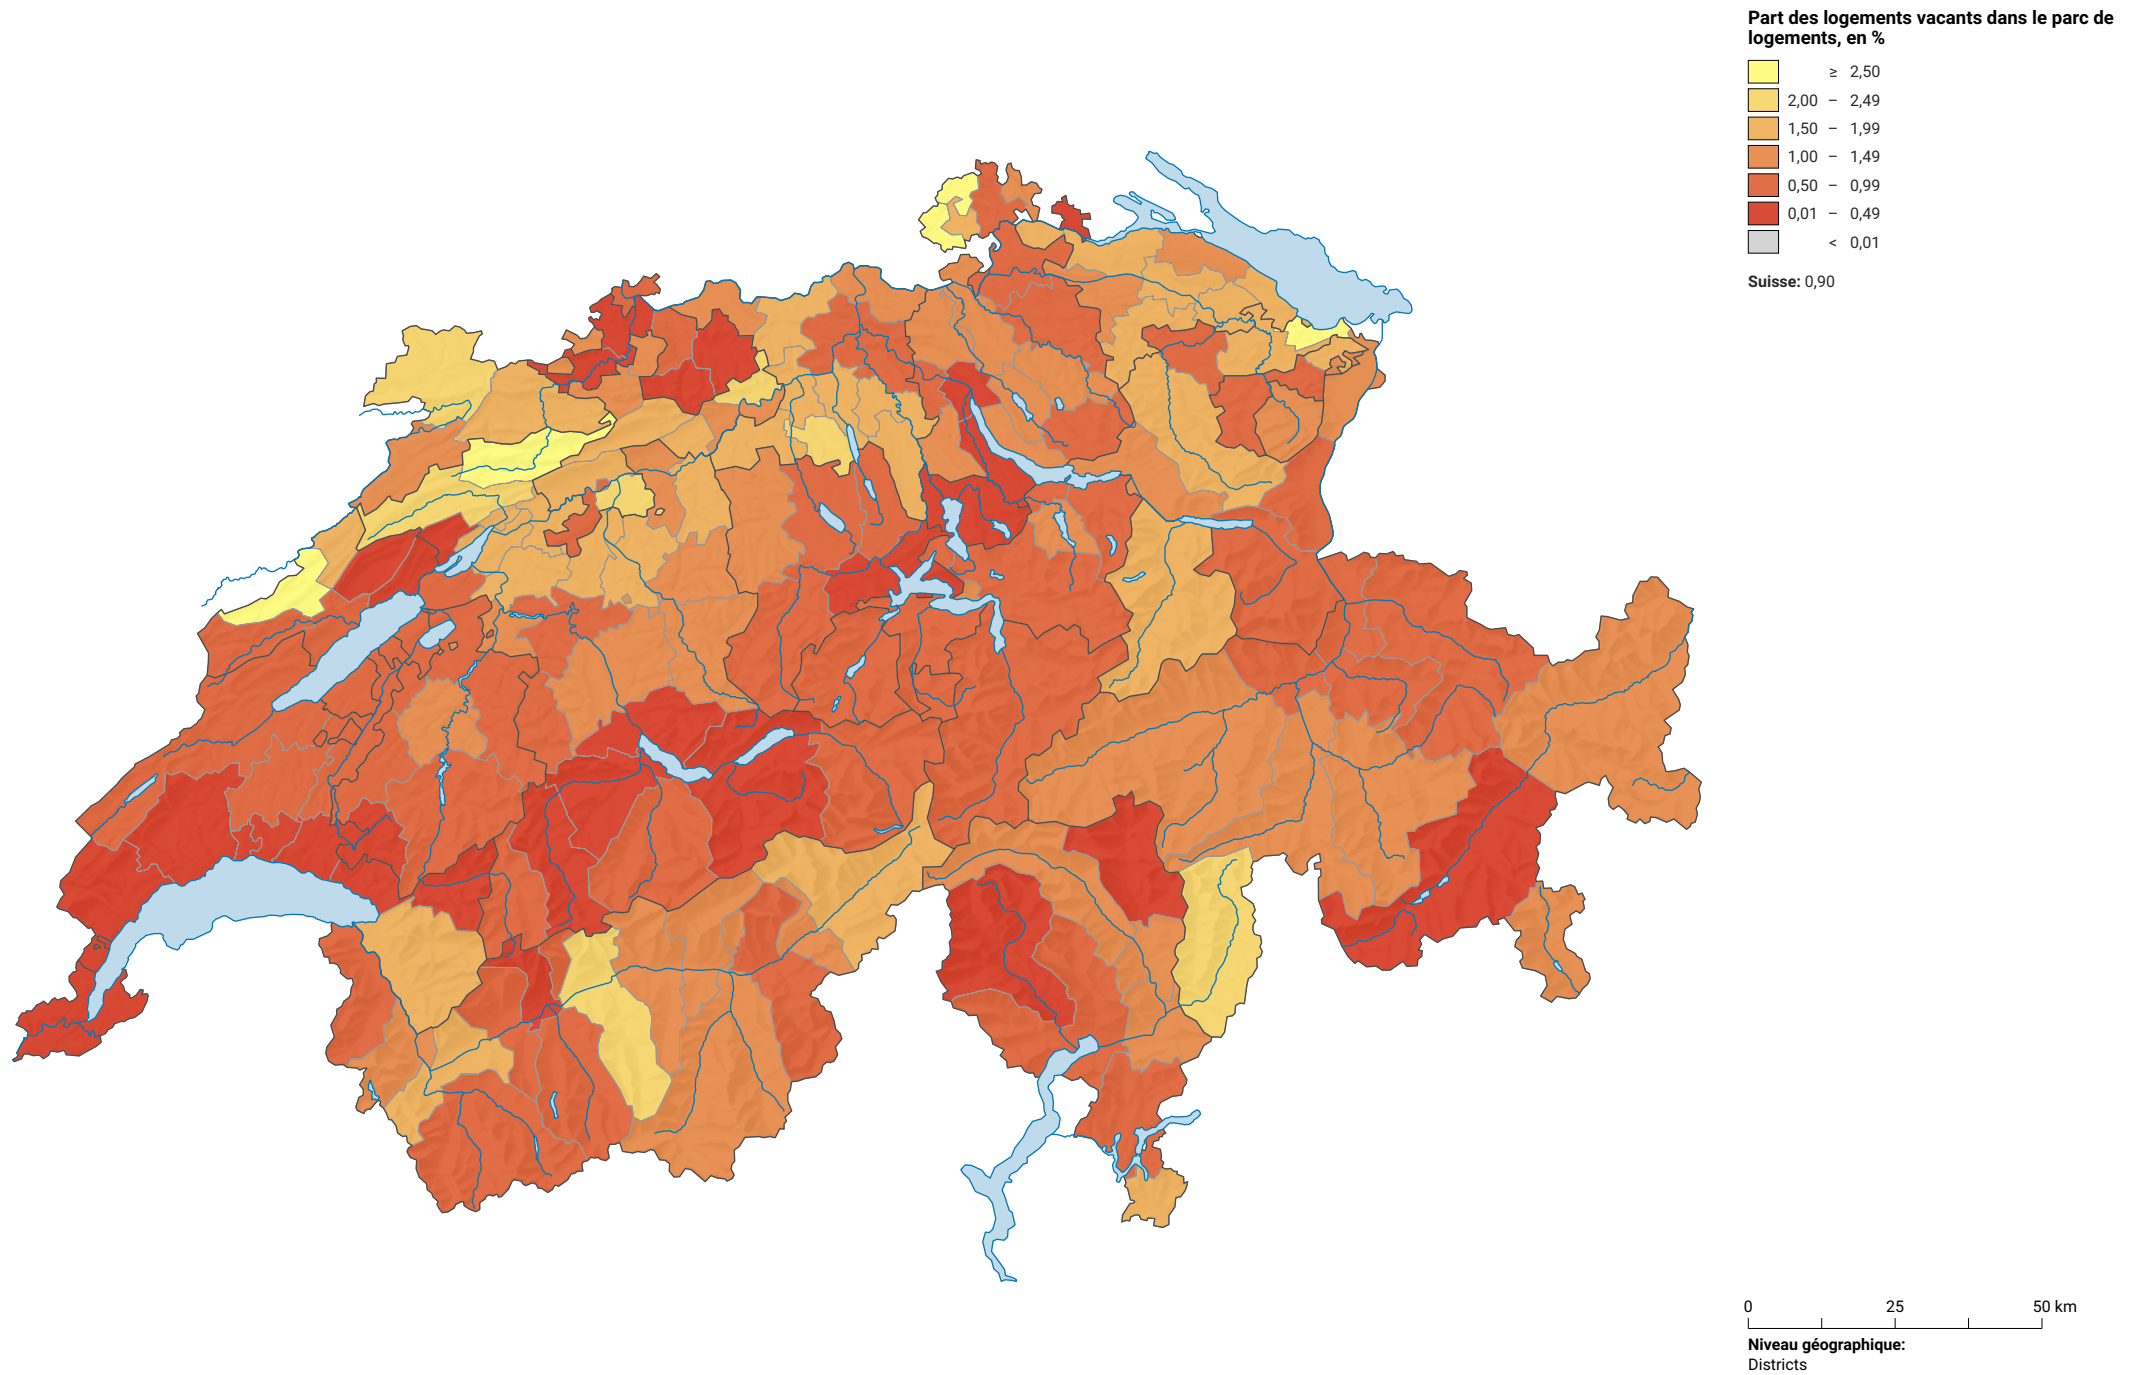 Part des logements vacants dans le parc de
logements, en %
≥ 2,50
2,00 – 2,49
1,50 – 1,99
1,00 – 1,49
0,50 – 0,99
0,01 – 0,49
< 0,01
Suisse: 0,90
0 25 50 km
Niveau géographique:
Districts